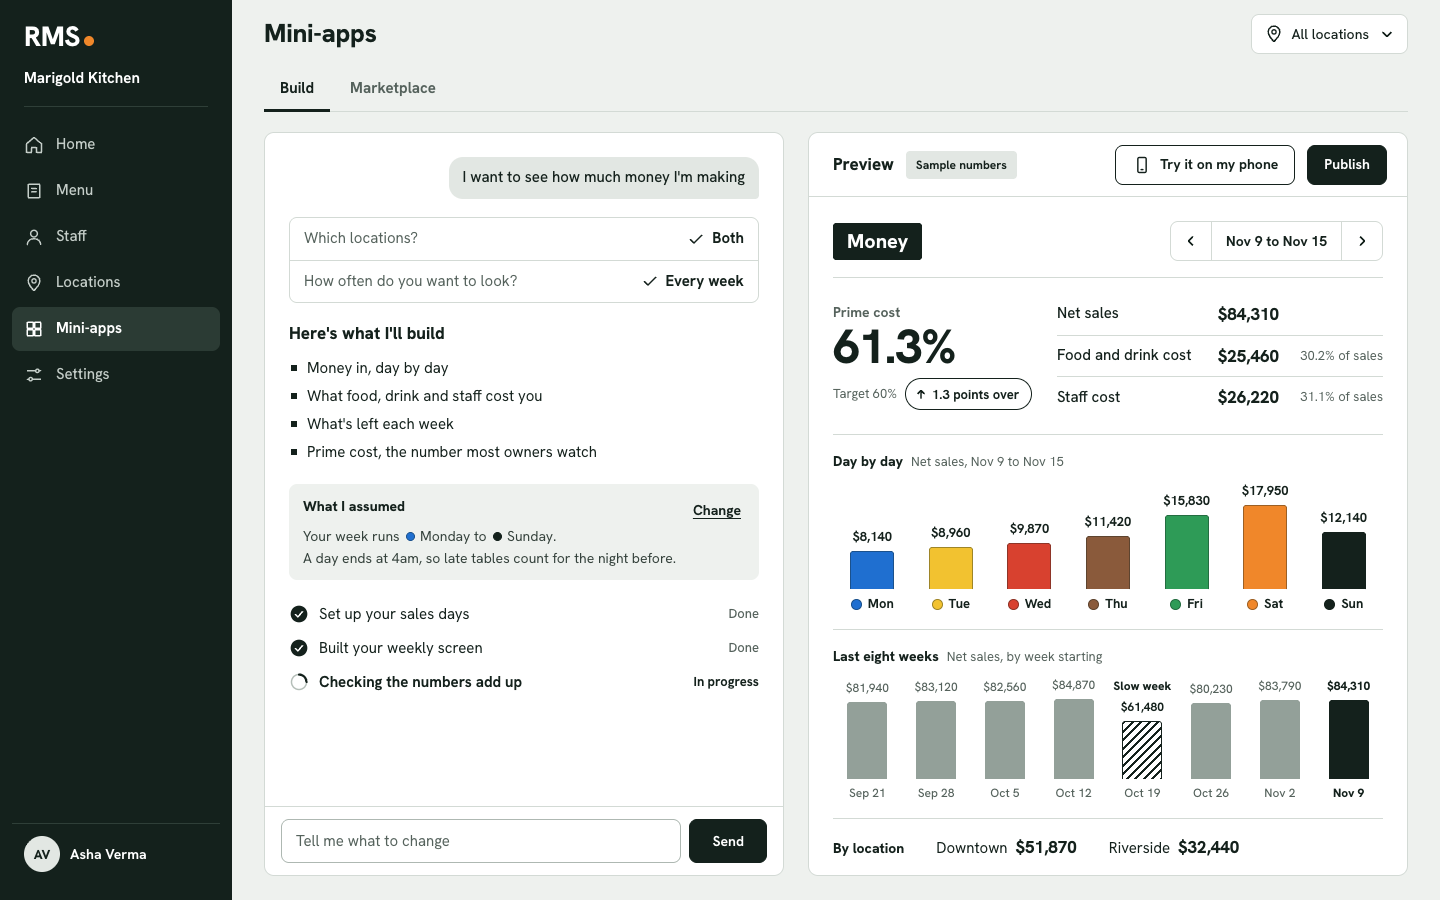 RMS
Marigold Kitchen
Home
Menu
Staff
Locations
Mini-apps
Settings
AV
Asha Verma
Mini-apps
All locations
Build
Marketplace
I want to see how much money I'm making
Which locations?
Both
How often do you want to look?
Every week
Here's what I'll build
Money in, day by day
What food, drink and staff cost you
What's left each week
Prime cost, the number most owners watch
What I assumed
Change
Your week runs Monday to Sunday.
A day ends at 4am, so late tables count for the night before.
Set up your sales days
Done
Built your weekly screen
Done
Checking the numbers add up
In progress
Tell me what to change
Send
Preview
Sample numbers
Try it on my phone
Publish
Money
Nov 9 to Nov 15
Prime cost
61.3%
Target 60%
1.3 points over
Net sales $84,310
Food and drink cost $25,460 30.2% of sales
Staff cost $26,220 31.1% of sales
Day by day Net sales, Nov 9 to Nov 15
$8,140 $8,960 $9,870 $11,420 $15,830 $17,950 $12,140
Mon Tue Wed Thu Fri Sat Sun
Last eight weeks Net sales, by week starting
$81,940 $83,120 $82,560 $84,870 Slow week $80,230 $83,790 $84,310
$61,480
Sep 21 Sep 28 Oct 5 Oct 12 Oct 19 Oct 26 Nov 2 Nov 9
By location Downtown $51,870 Riverside $32,440